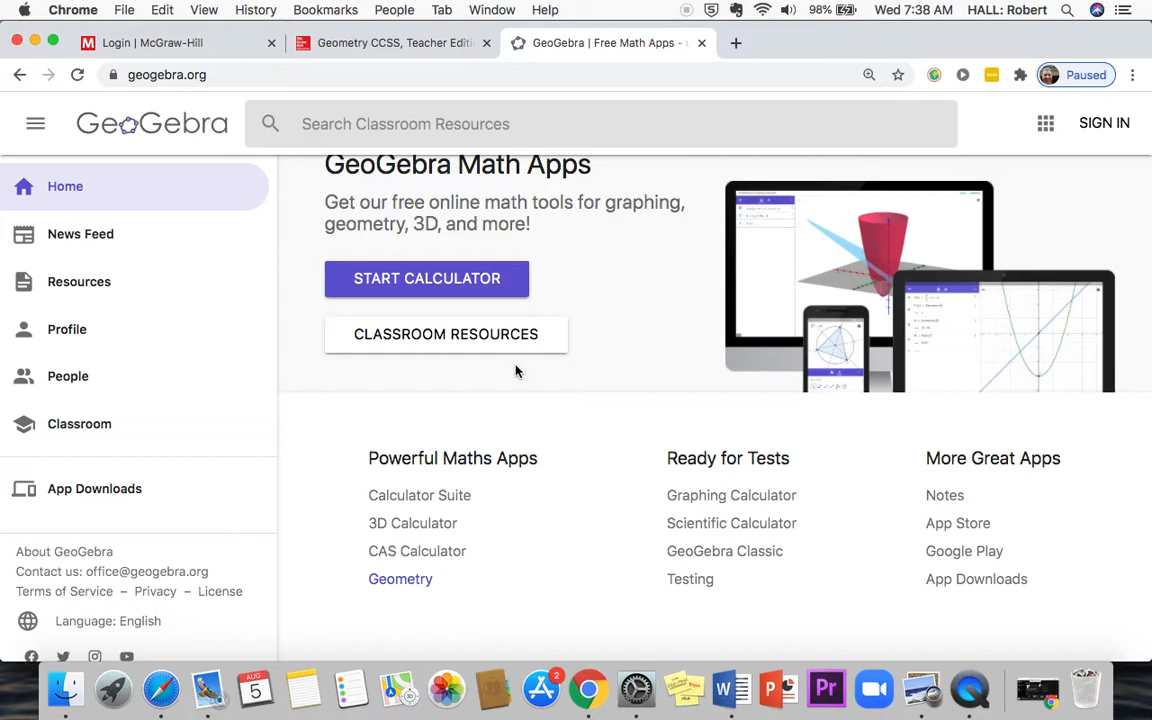 Chrome File Edit View History Bookmarks People Tab Window Help 98% Wed 7:38 AM HALL: Robert
Login | McGraw-Hill
Geometry CCSS, Teacher Editi
GeoGebra | Free Math Apps - u
geogebra.org
Paused
GeoGebra
Search Classroom Resources
SIGN IN
Home
News Feed
Resources
Profile
People
Classroom
App Downloads
About GeoGebra
Contact us: office@geogebra.org
Terms of Service – Privacy – License
Language: English
GeoGebra Math Apps
Get our free online math tools for graphing,
geometry, 3D, and more!
START CALCULATOR
CLASSROOM RESOURCES
Powerful Maths Apps
Calculator Suite
3D Calculator
CAS Calculator
Geometry
Ready for Tests
Graphing Calculator
Scientific Calculator
GeoGebra Classic
Testing
More Great Apps
Notes
App Store
Google Play
App Downloads
AUG
5
2
W
P
Pr